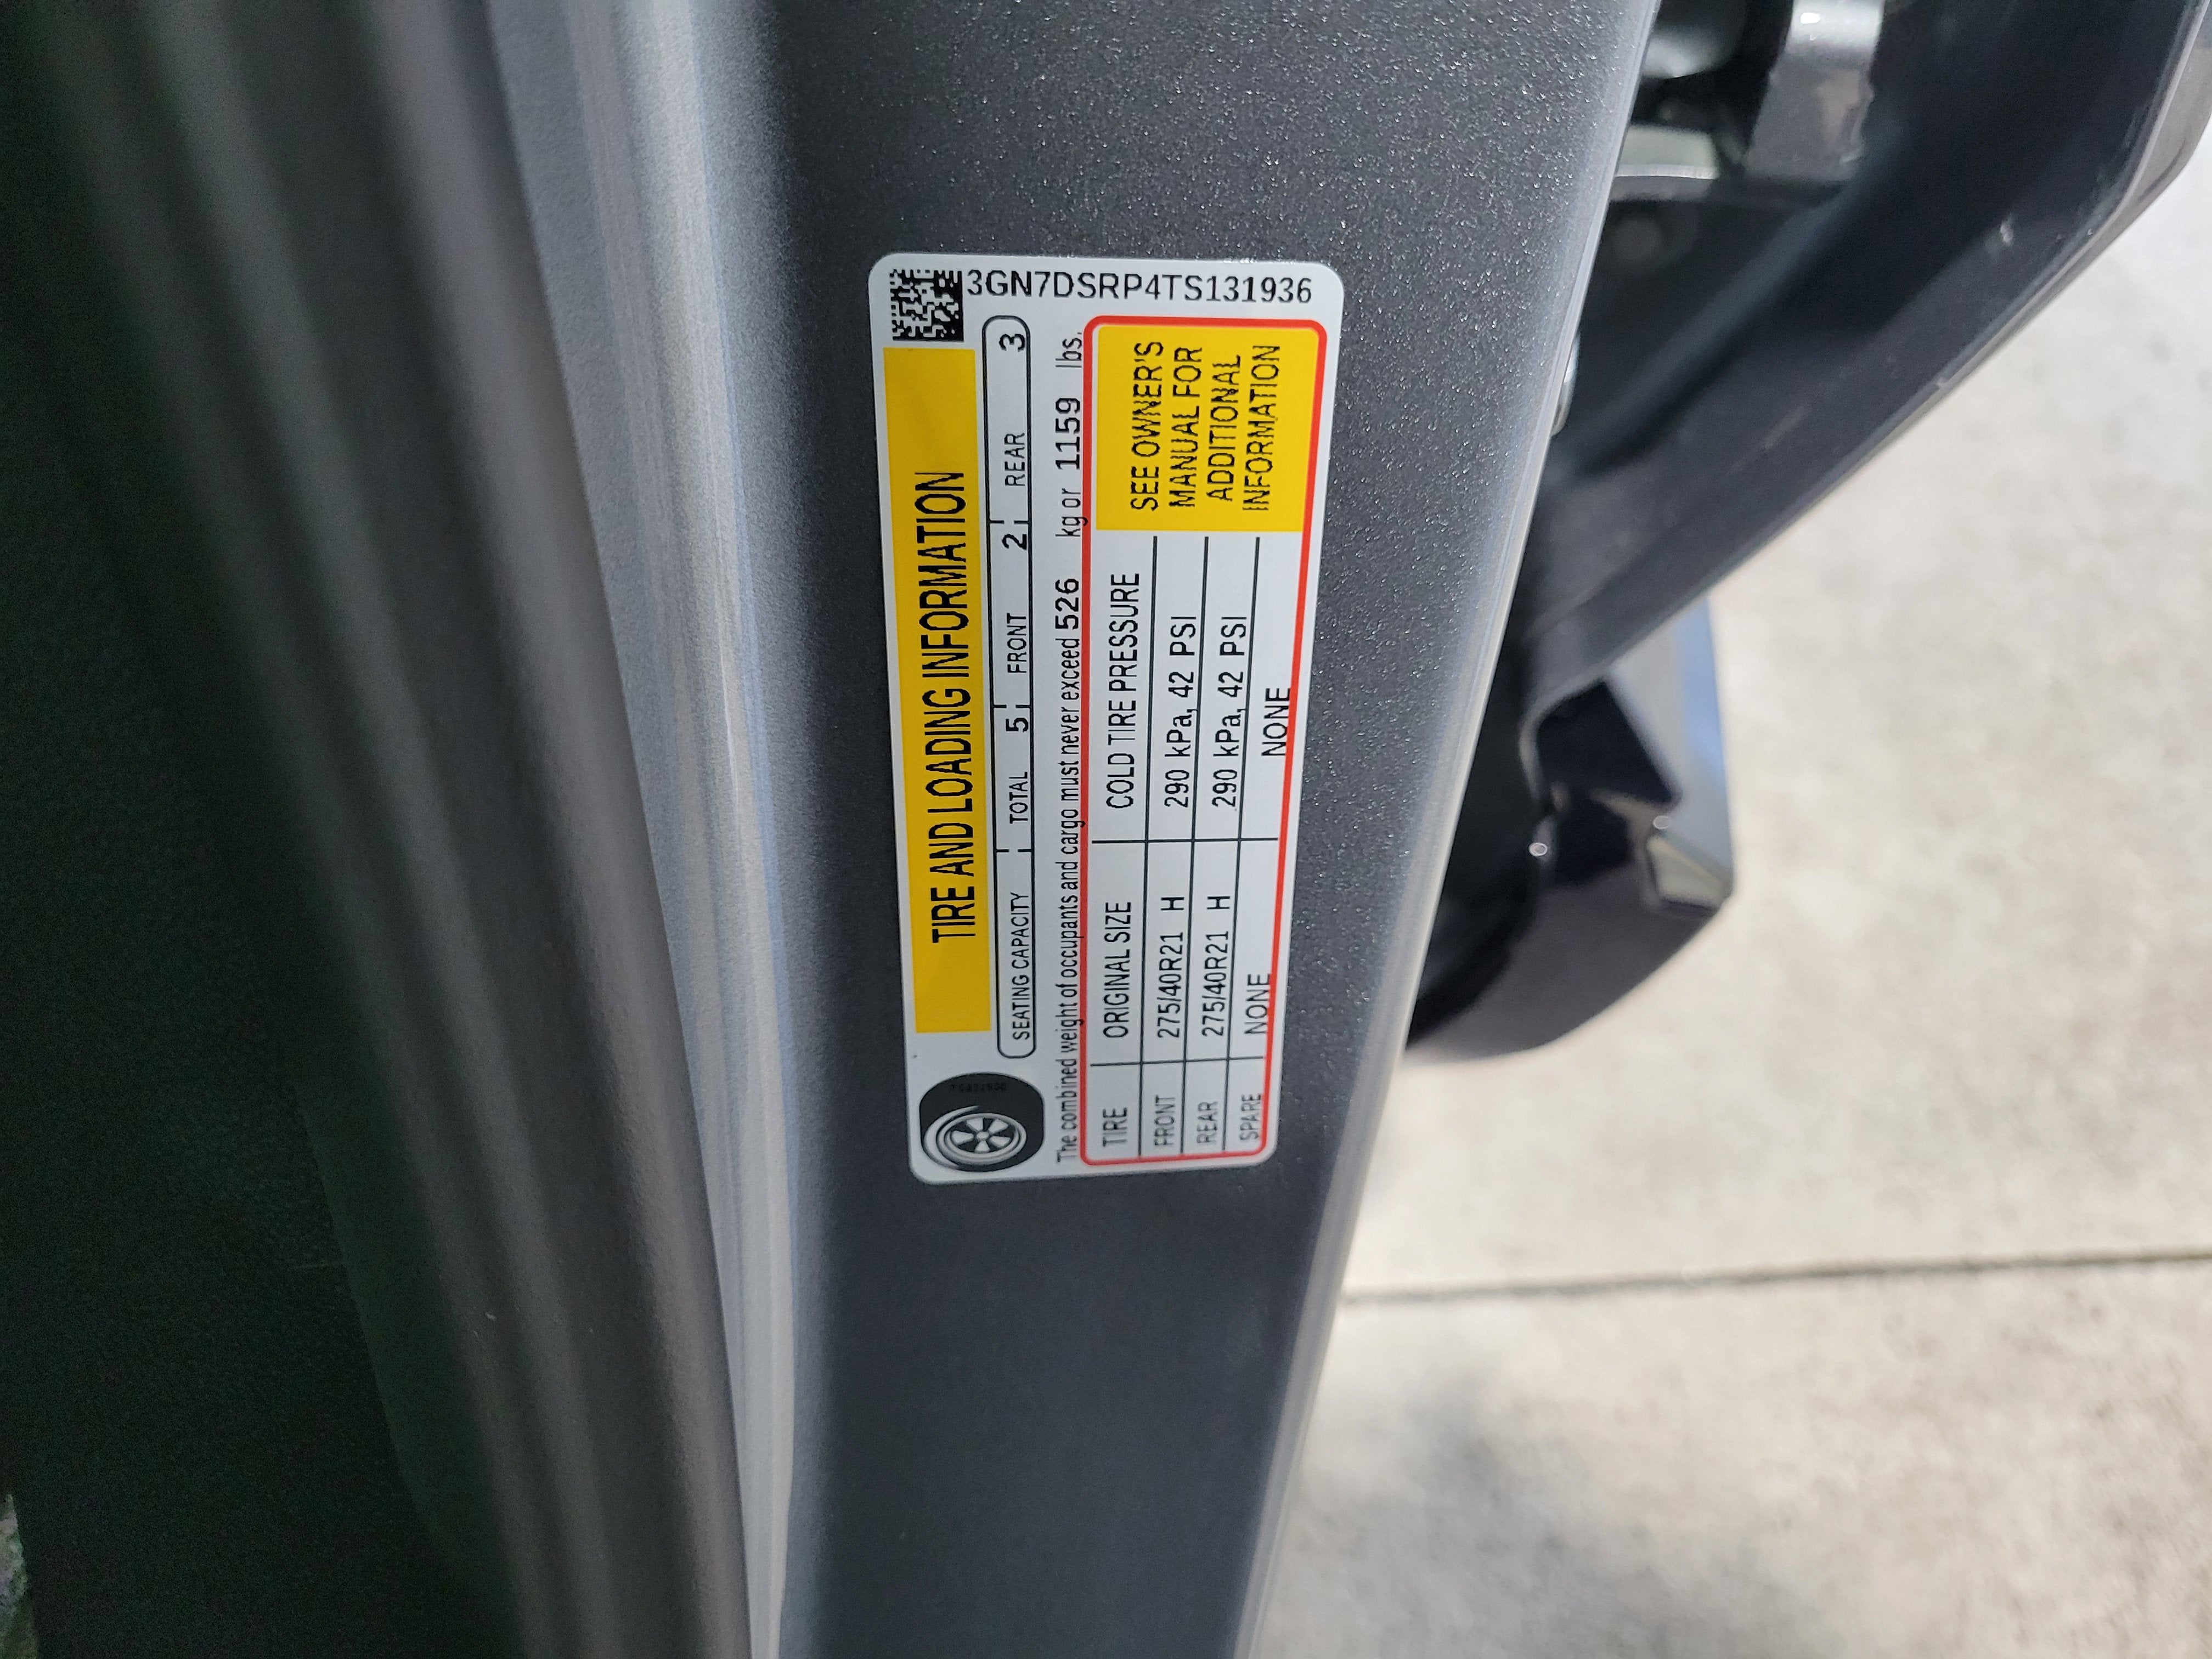 3GN7DSRP4TS131936
TIRE AND LOADING INFORMATION
SEATING CAPACITY TOTAL 5 FRONT 2 REAR 3
The combined weight of occupants and cargo must never exceed 526 kg or 1159 lbs.
TIRE ORIGINAL SIZE COLD TIRE PRESSURE
FRONT 275/40R21 H 290 kPa, 42 PSI
REAR 275/40R21 H 290 kPa, 42 PSI
SPARE NONE NONE
SEE OWNER'S
MANUAL FOR
ADDITIONAL
INFORMATION